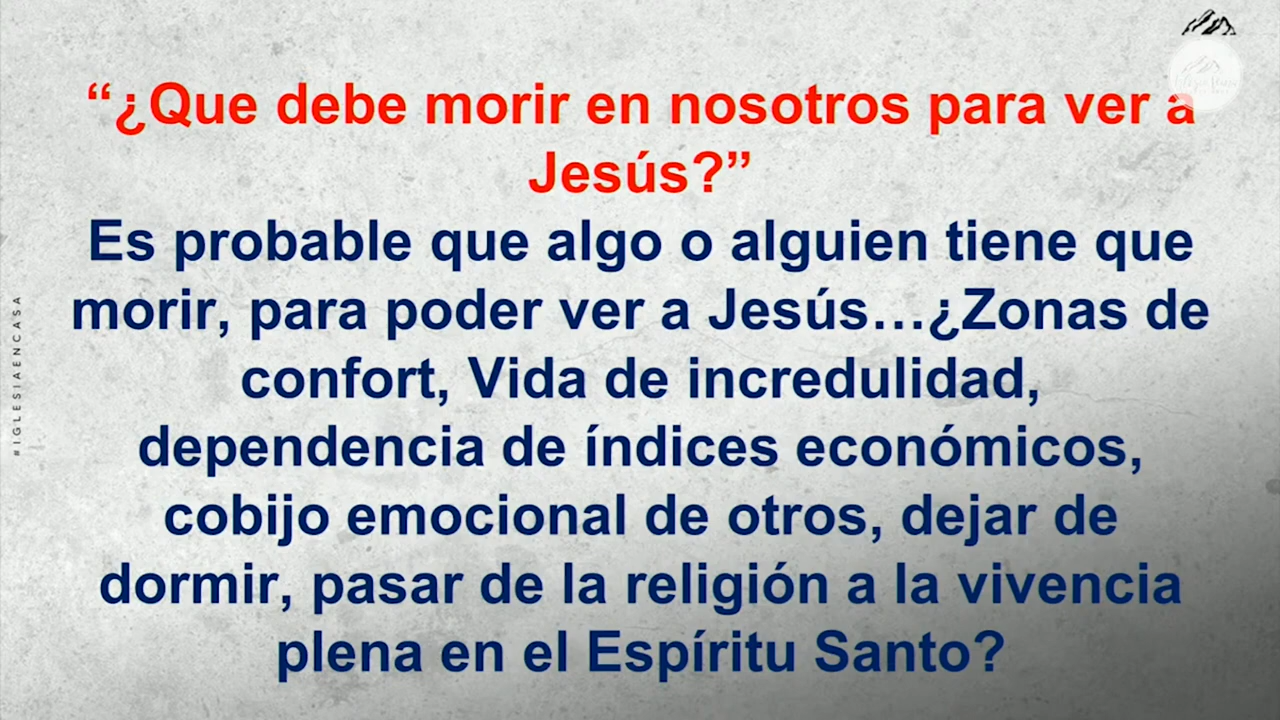 “¿Que debe morir en nosotros para ver a
Jesús?”
Es probable que algo o alguien tiene que
morir, para poder ver a Jesús...¿Zonas de
confort, Vida de incredulidad,
dependencia de índices económicos,
cobijo emocional de otros, dejar de
dormir, pasar de la religión a la vivencia
plena en el Espíritu Santo?
#IGLESIAENCASA